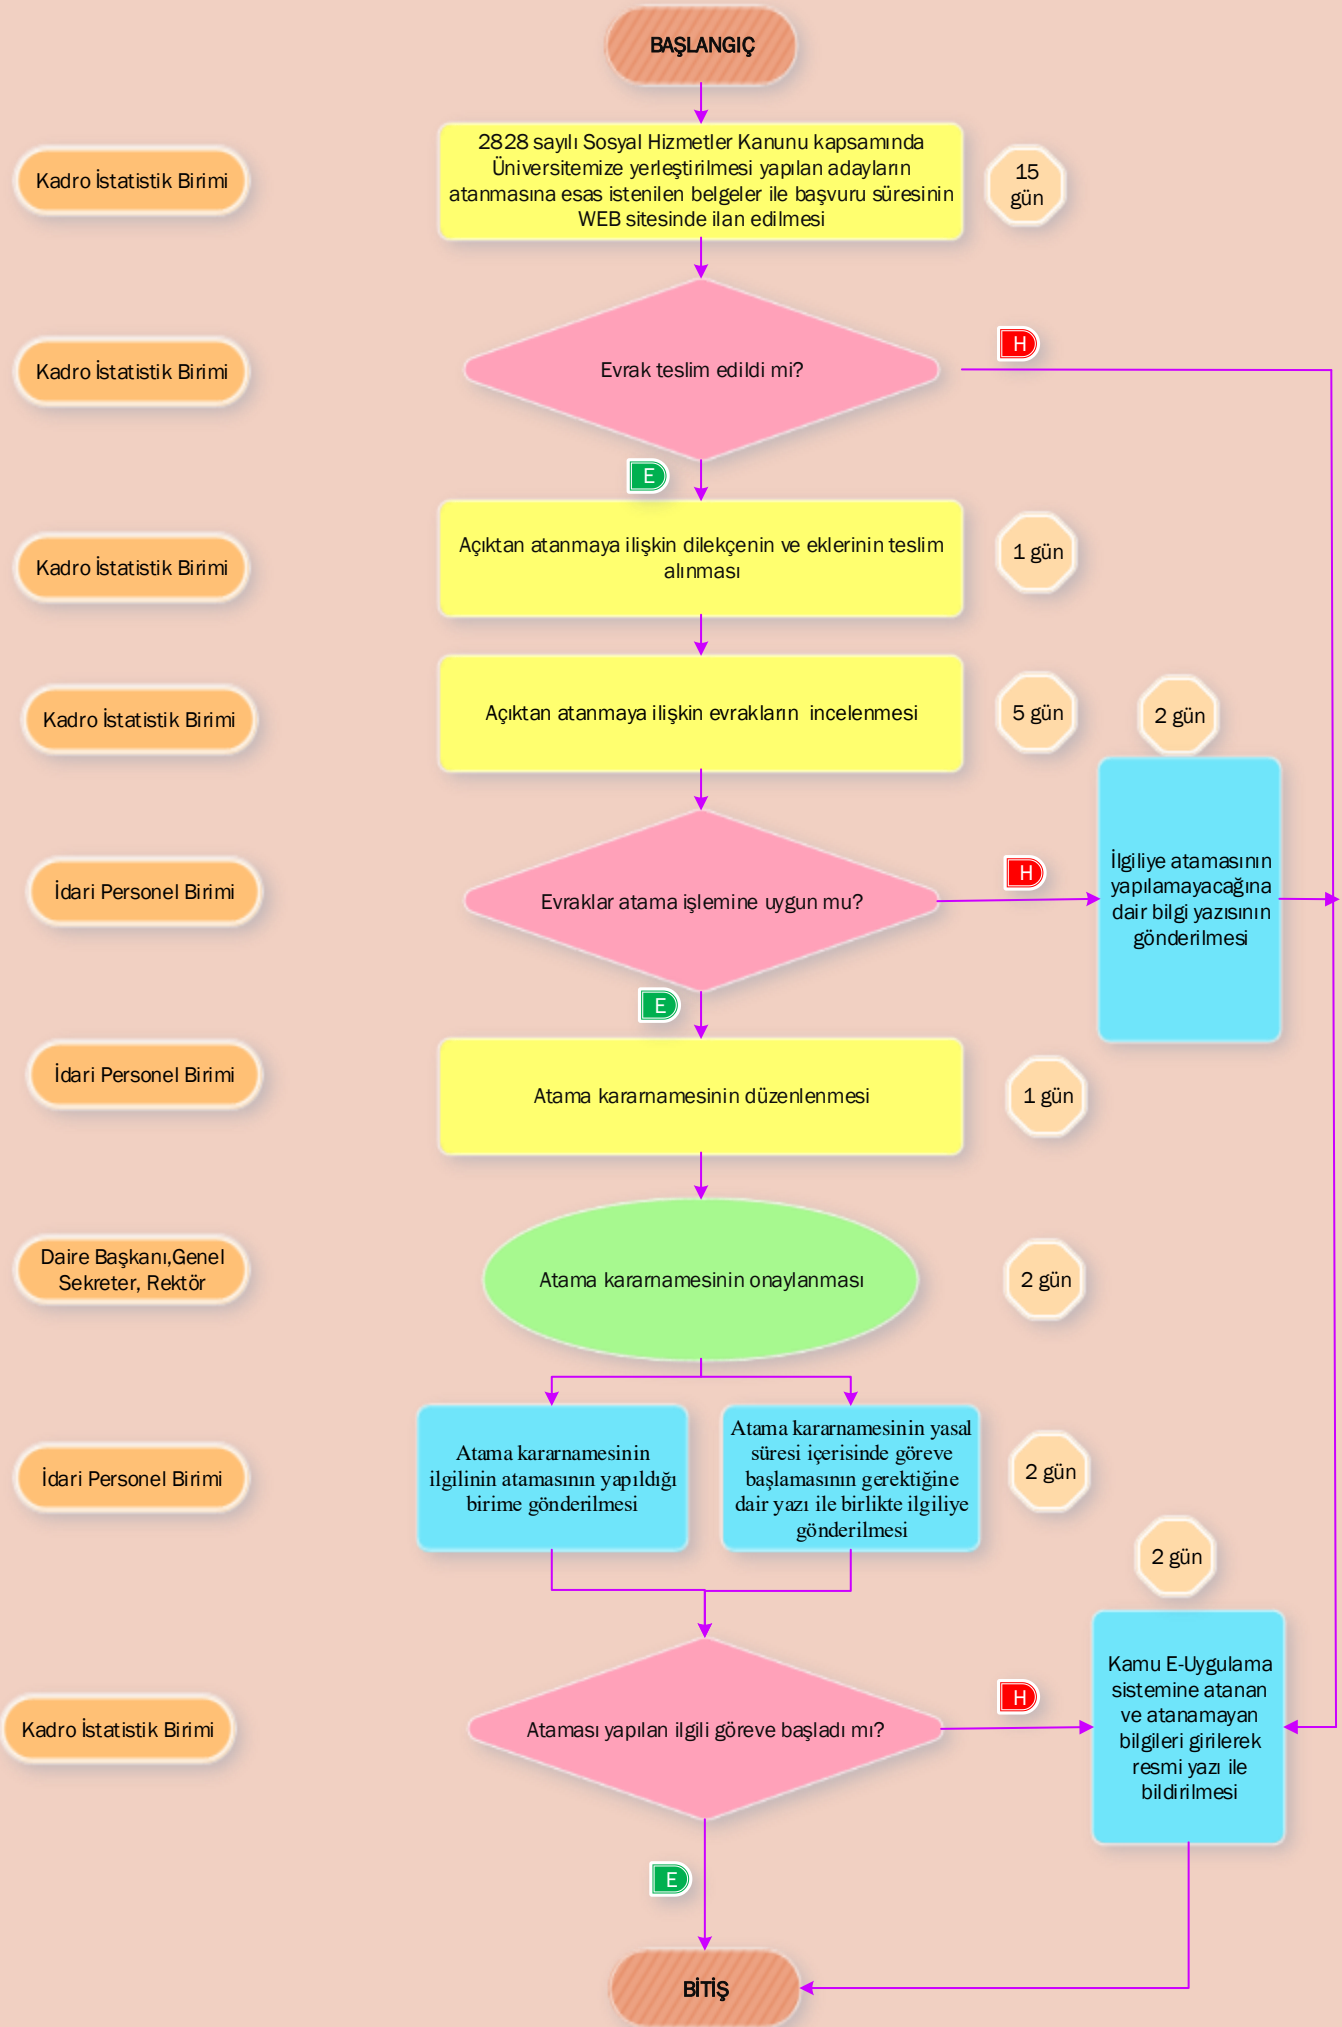 BAŞLANGIÇ
Kadro İstatistik Birimi
2828 sayılı Sosyal Hizmetler Kanunu kapsamında
Üniversitemize yerleştirilmesi yapılan adayların
atanmasına esas istenilen belgeler ile başvuru süresinin
WEB sitesinde ilan edilmesi
15
gün
Kadro İstatistik Birimi
Evrak teslim edildi mi?
H
E
Kadro İstatistik Birimi
Açıktan atanmaya ilişkin dilekçenin ve eklerinin teslim
alınması
1 gün
Kadro İstatistik Birimi
Açıktan atanmaya ilişkin evrakların  incelenmesi
5 gün
2 gün
İdari Personel Birimi
Evraklar atama işlemine uygun mu?
H
İlgiliye atamasının
yapılamayacağına
dair bilgi yazısının
gönderilmesi
E
İdari Personel Birimi
Atama kararnamesinin düzenlenmesi
1 gün
Daire Başkanı,Genel
Sekreter, Rektör
Atama kararnamesinin onaylanması
2 gün
İdari Personel Birimi
Atama kararnamesinin
ilgilinin atamasının yapıldığı
birime gönderilmesi
Atama kararnamesinin yasal
süresi içerisinde göreve
başlamasının gerektiğine
dair yazı ile birlikte ilgiliye
gönderilmesi
2 gün
2 gün
Kadro İstatistik Birimi
Ataması yapılan ilgili göreve başladı mı?
H
Kamu E-Uygulama
sistemine atanan
ve atanamayan
bilgileri girilerek
resmi yazı ile
bildirilmesi
E
BİTİŞ